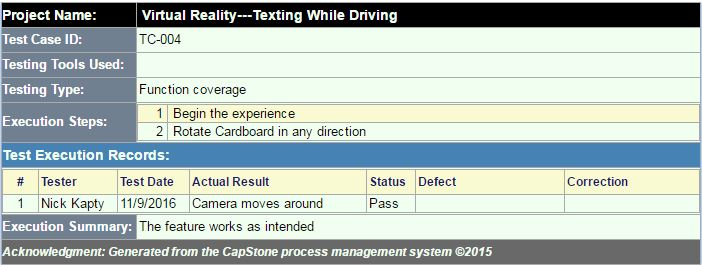 Project Name: Virtual Reality---Texting While Driving
Test Case ID: TC-004
Testing Tools Used:
Testing Type: Function coverage
Execution Steps:
1 Begin the experience
2 Rotate Cardboard in any direction
Test Execution Records:
# Tester Test Date Actual Result Status Defect Correction
1 Nick Kapty 11/9/2016 Camera moves around Pass
Execution Summary: The feature works as intended
Acknowledgment: Generated from the CapStone process management system ©2015